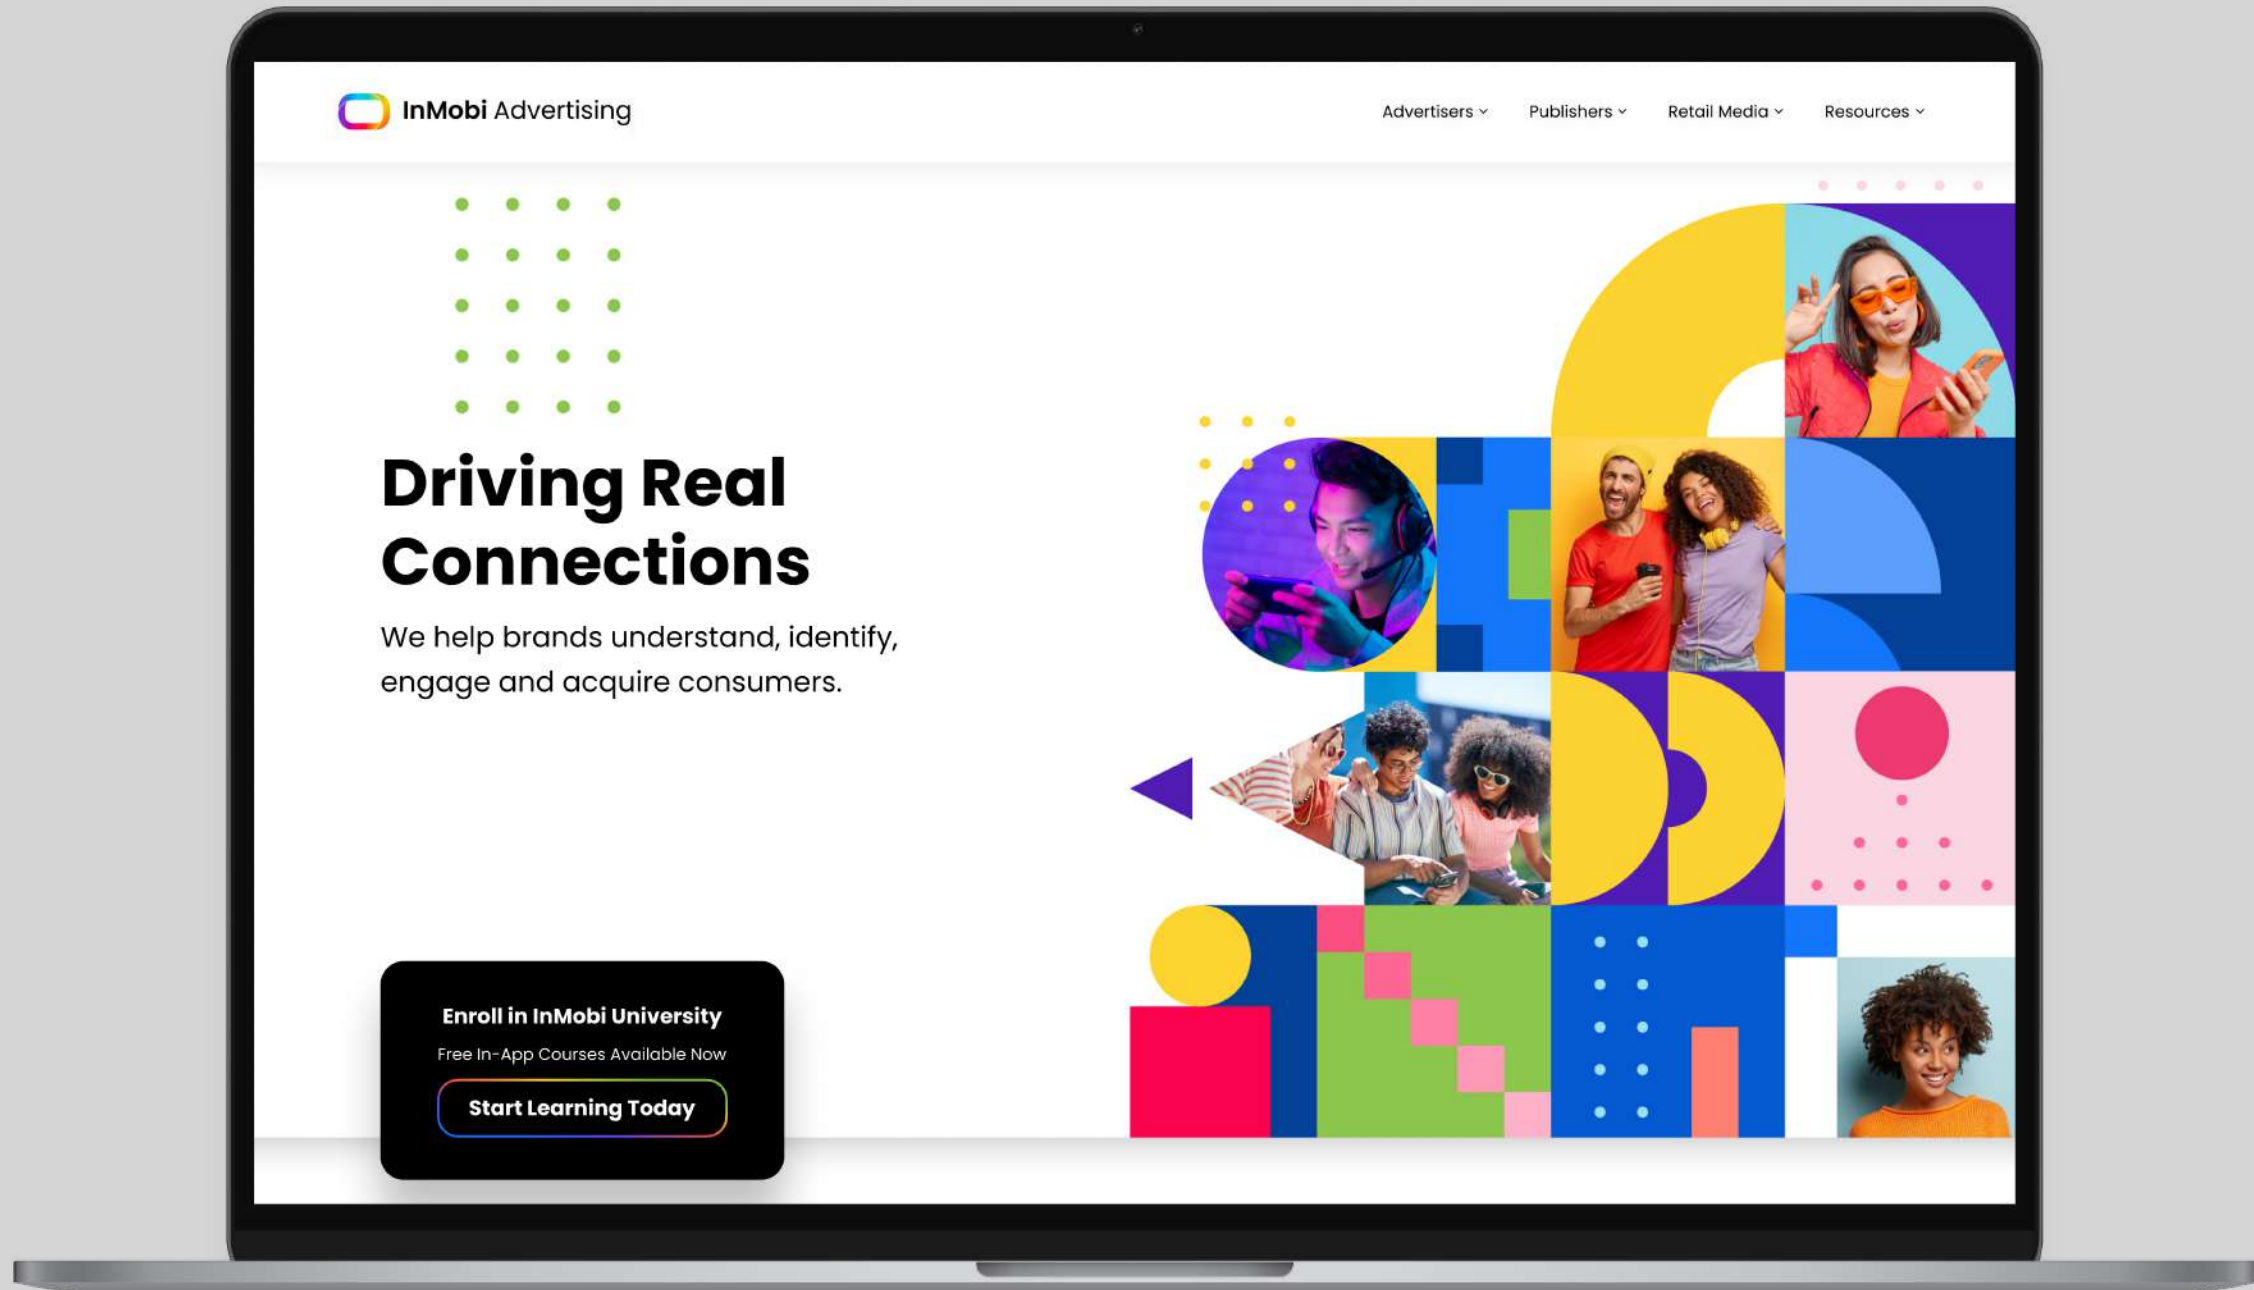 InMobi Advertising
Advertisers
Publishers
Retail Media
Resources
Driving Real
Connections
We help brands understand, identify,
engage and acquire consumers.
Enroll in InMobi University
Free In-App Courses Available Now
Start Learning Today